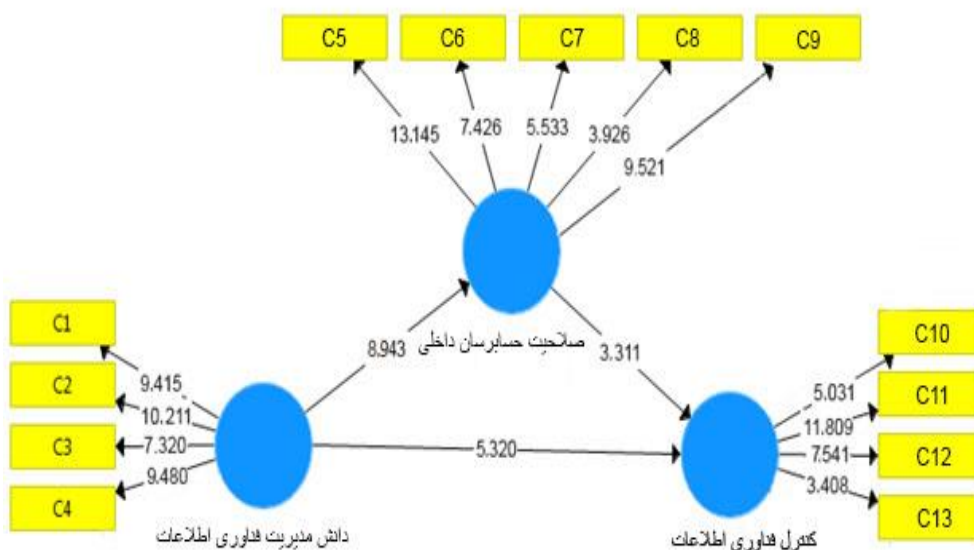 C5 C6 C7 C8 C9
13.145 7.426 5.533 3.926 9.521
صلاحیت حسابرسان داخلی
8.943 3.311
C1
C2
C3
C4
9.415
10.211
7.320
9.480
5.320
C10
C11
C12
C13
5.031
11.809
7.541
3.408
دانش مدیریت فناوری اطلاعات
کنترل فناوری اطلاعات